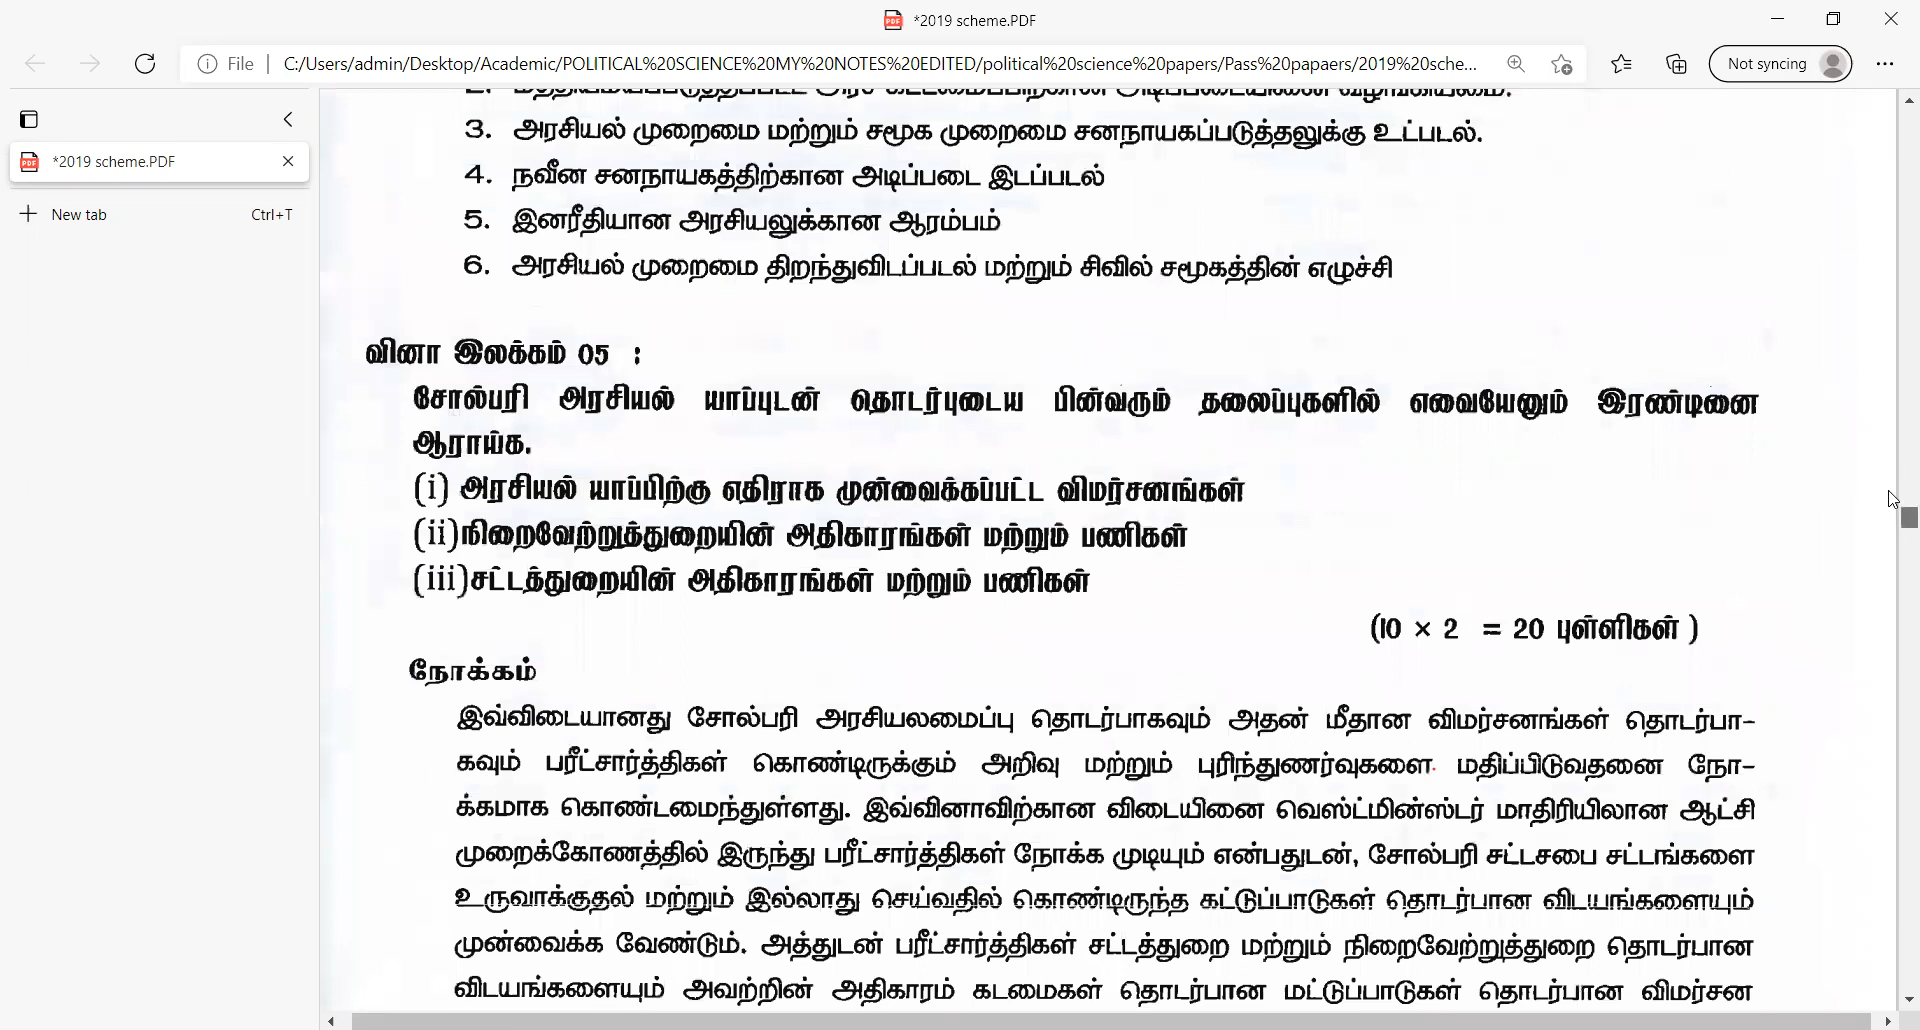 *2019 scheme.PDF
File
C:/Users/admin/Desktop/Academic/POLITICAL%20SCIENCE%20MY%20NOTES%20EDITED/political%20science%20papers/Pass%20papaers/2019%20sche...
Not syncing
*2019 scheme.PDF
New tab Ctrl+T
3. அரசியல் முறைமை மற்றும் சமூக முறைமை சனநாயகப்படுத்தலுக்கு உட்படல்.
4. நவீன சனநாயகத்திற்கான அடிப்படை இடப்படல்
5. இனரீதியான அரசியலுக்கான ஆரம்பம்
6. அரசியல் முறைமை திறந்துவிடப்படல் மற்றும் சிவில் சமூகத்தின் எழுச்சி
வினா இலக்கம் 05 :
சோல்பரி அரசியல் யாப்புடன் தொடர்புடைய பின்வரும் தலைப்புகளில் எவையேனும் இரண்டினை
ஆராய்க.
(i) அரசியல் யாப்பிற்கு எதிராக முன்வைக்கப்பட்ட விமர்சனங்கள்
(ii)நிறைவேற்றுத்துறையின் அதிகாரங்கள் மற்றும் பணிகள்
(iii)சட்டத்துறையின் அதிகாரங்கள் மற்றும் பணிகள்
(10 × 2 = 20 புள்ளிகள் )
நோக்கம்
இவ்விடையானது சோல்பரி அரசியலமைப்பு தொடர்பாகவும் அதன் மீதான விமர்சனங்கள் தொடர்பா-
கவும் பரீட்சார்த்திகள் கொண்டிருக்கும் அறிவு மற்றும் புரிந்துணர்வுகளை மதிப்பிடுவதனை நோ-
க்கமாக கொண்டமைந்துள்ளது. இவ்வினாவிற்கான விடையினை வெஸ்ட்மின்ஸ்டர் மாதிரியிலான ஆட்சி
முறைக்கோணத்தில் இருந்து பரீட்சார்த்திகள் நோக்க முடியும் என்பதுடன், சோல்பரி சட்டசபை சட்டங்களை
உருவாக்குதல் மற்றும் இல்லாது செய்வதில் கொண்டிருந்த கட்டுப்பாடுகள் தொடர்பான விடயங்களையும்
முன்வைக்க வேண்டும். அத்துடன் பரீட்சார்த்திகள் சட்டத்துறை மற்றும் நிறைவேற்றுத்துறை தொடர்பான
விடயங்களையும் அவற்றின் அதிகாரம் கடமைகள் தொடர்பான மட்டுப்பாடுகள் தொடர்பான விமர்சன